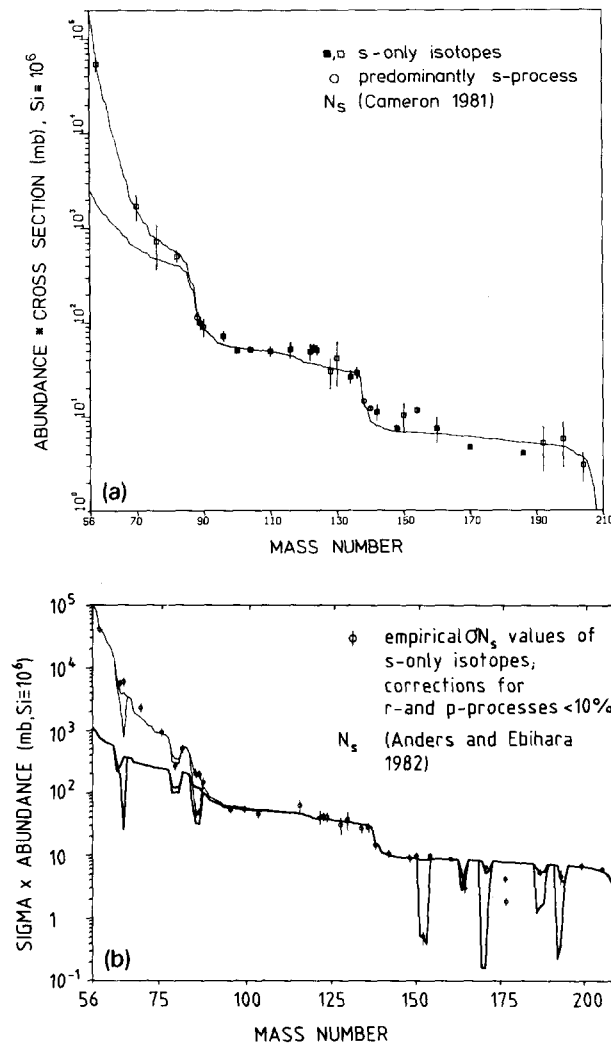 10⁵
10⁴
10³
10²
10¹
10⁰
ABUNDANCE * CROSS SECTION (mb), Si≡10⁶
■,□ s-only isotopes
○ predominantly s-process
Nₛ (Cameron 1981)
(a)
56 70 90 110 130 150 170 190 210
MASS NUMBER
10⁵
10⁴
10³
10²
10
1
10⁻¹
SIGMA x ABUNDANCE (mb,Si≡10⁶)
empirical σNₛ values of
s-only isotopes;
corrections for
r-and p-processes <10%
Nₛ (Anders and Ebihara
1982)
(b)
56 75 100 125 150 175 200
MASS NUMBER